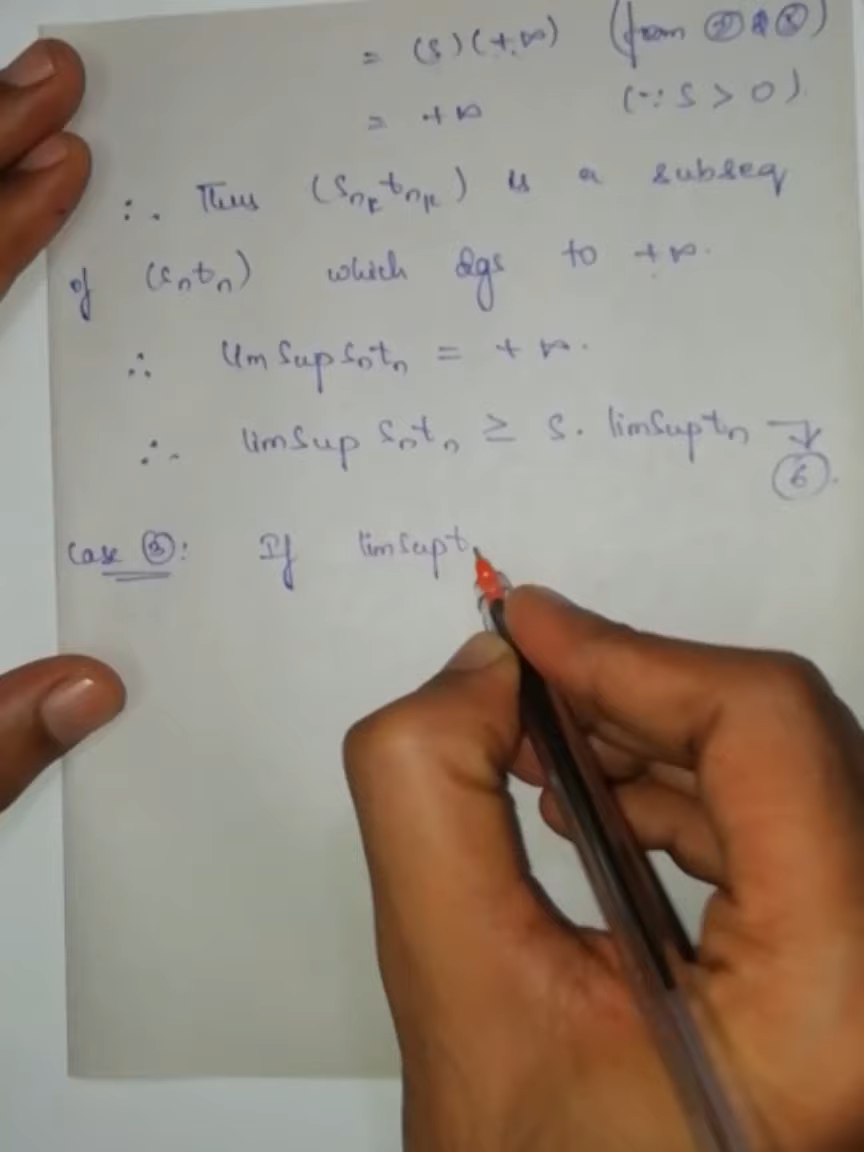 = (s)(+∞) (from ② & ⑤)
= +∞ (∵ s > 0)
∴ Thus (s_{n_k} t_{n_k}) is a subseq
of (s_n t_n) which dgs to +∞.
∴ lim sup s_n t_n = +∞.
∴ lim sup s_n t_n ≥ s. lim sup t_n → ⑥.
Case ③: If lim sup t